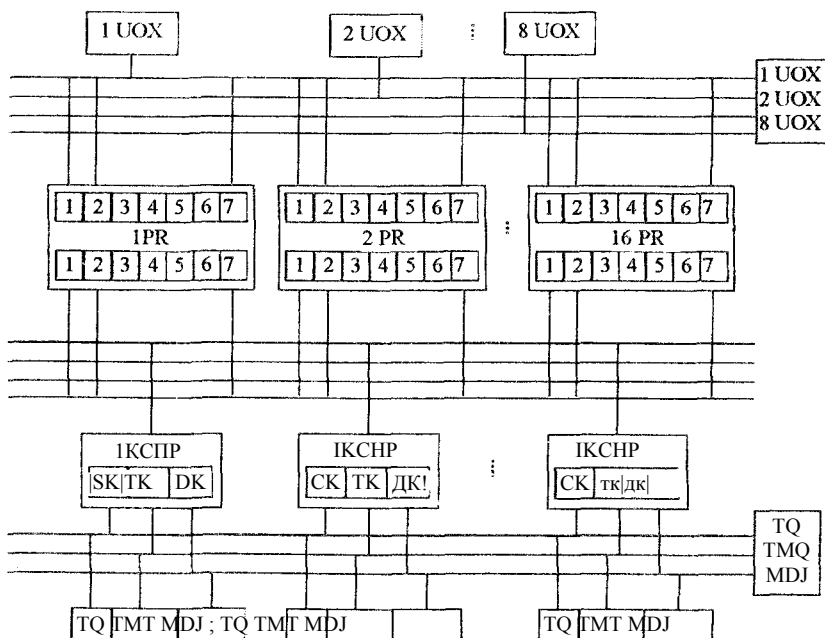 1 UOX 2 UOX 8 UOX
1 UOX
2 UOX
8 UOX
1 2 3 4 5 6 7 1 2 3 4 5 6 7 1 2 3 4 5 6 7
1PR 2 PR 16 PR
1 2 3 4 5 6 7 1 2 3 4 5 6 7 1 2 3 4 5 6 7
1КСПР IKCHP IKCHP
|SK|TK DK CK TK ДК! CK тк|дк|
TQ
TMQ
MDJ
TQ TMT MDJ ; TQ TMT MDJ TQ TMT MDJ